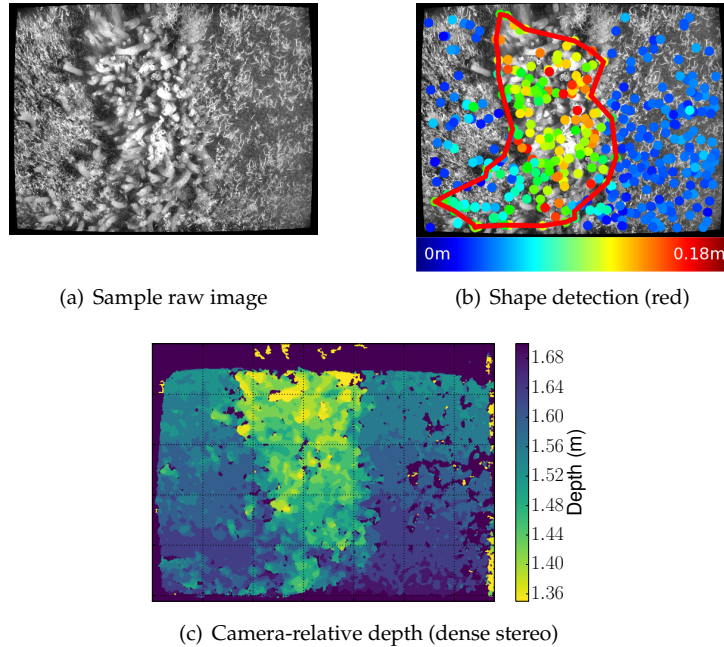 (a) Sample raw image
0m
0.18m
(b) Shape detection (red)
1.68
1.64
1.60
1.56
1.52
1.48
1.44
1.40
1.36
Depth (m)
(c) Camera-relative depth (dense stereo)